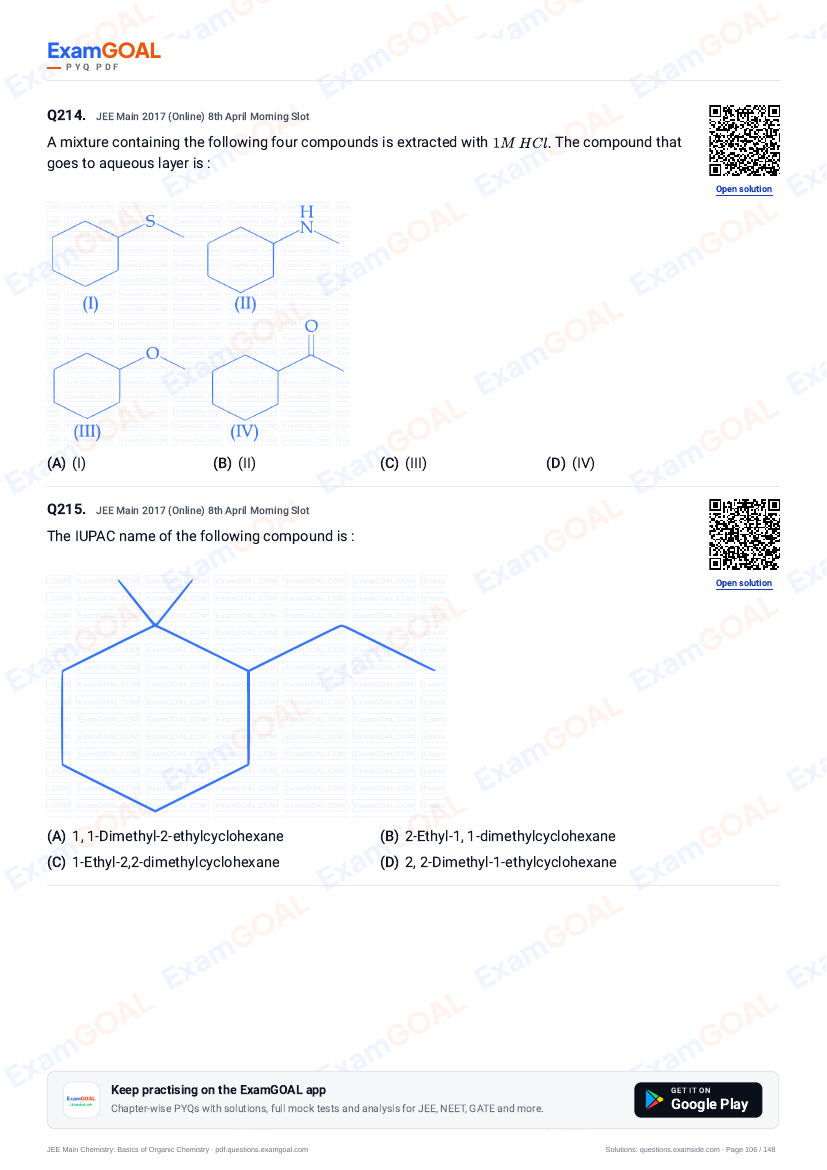 ExamGOAL
PYQ PDF
Q214. JEE Main 2017 (Online) 8th April Morning Slot
A mixture containing the following four compounds is extracted with 1M HCl. The compound that
goes to aqueous layer is :
Open solution
S
H
N
(I)
(II)
O
O
(III)
(IV)
(A) (I)
(B) (II)
(C) (III)
(D) (IV)
Q215. JEE Main 2017 (Online) 8th April Morning Slot
The IUPAC name of the following compound is :
Open solution
(A) 1, 1-Dimethyl-2-ethylcyclohexane
(B) 2-Ethyl-1, 1-dimethylcyclohexane
(C) 1-Ethyl-2,2-dimethylcyclohexane
(D) 2, 2-Dimethyl-1-ethylcyclohexane
ExamGOAL
Keep practising on the ExamGOAL app
Chapter-wise PYQs with solutions, full mock tests and analysis for JEE, NEET, GATE and more.
GET IT ON
Google Play
JEE Main Chemistry: Basics of Organic Chemistry · pdf.questions.examgoal.com
Solutions: questions.examside.com · Page 106 / 148